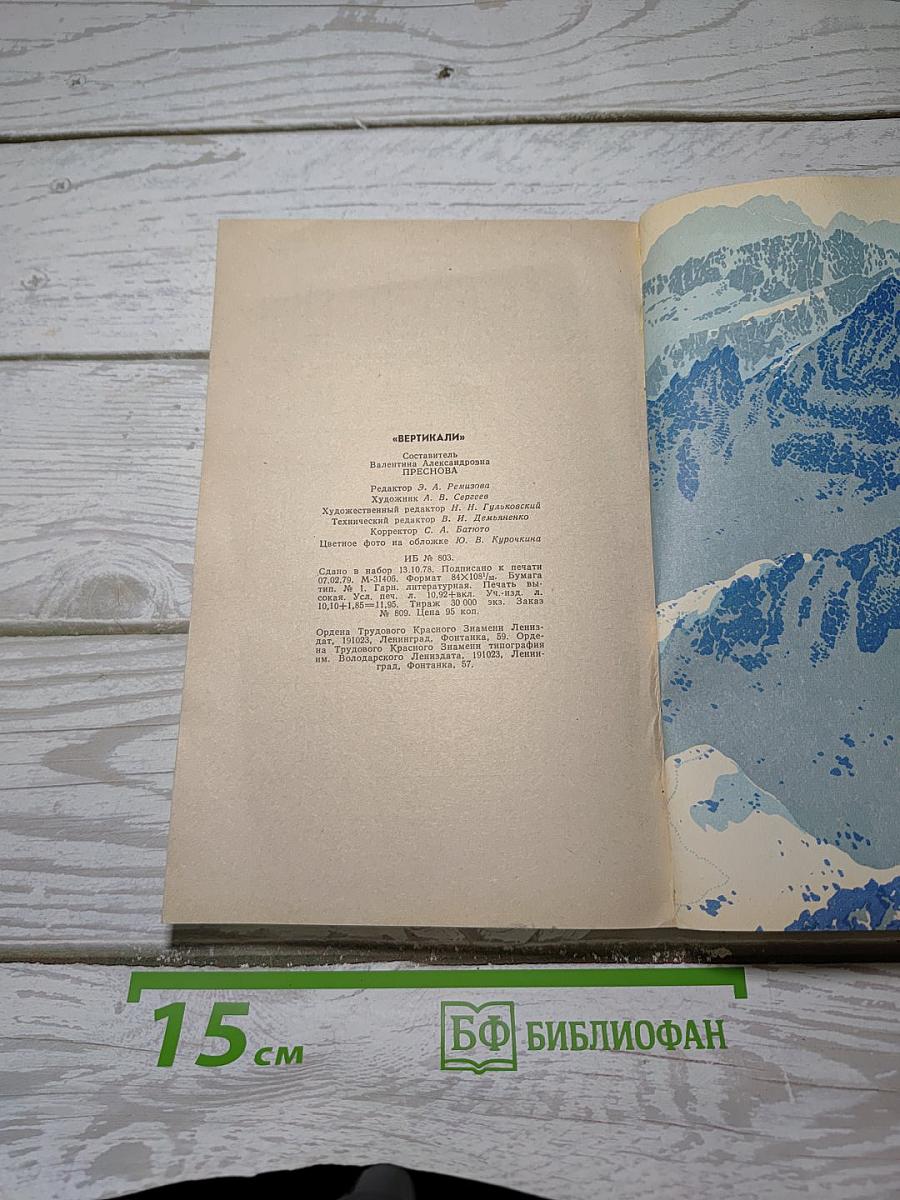 «ВЕРТИКАЛИ»
Составитель
Валентина Александровна
ПРЕСНОВА
Редактор Э. А. Ремизова
Художник А. В. Сергеев
Художественный редактор Н. Н. Гульковский
Технический редактор В. И. Демьяненко
Корректор С. А. Батюто
Цветное фото на обложке Ю. В. Курочкина
ИБ № 803.
Сдано в набор 13.10.78. Подписано к печати
07.02.79. М-31406. Формат 84×108¹/₃₂. Бумага
тип. № 1. Гарн. литературная. Печать вы-
сокая. Усл. печ. л. 10,92+вкл. Уч.-изд. л.
10,10+1,85=11,95. Тираж 30 000 экз. Заказ
№ 809. Цена 95 коп.
Ордена Трудового Красного Знамени Лениз-
дат, 191023, Ленинград, Фонтанка, 59. Орде-
на Трудового Красного Знамени типография
им. Володарского Лениздата, 191023, Ленин-
град, Фонтанка, 57.
15 см
БФ БИБЛИОФАН